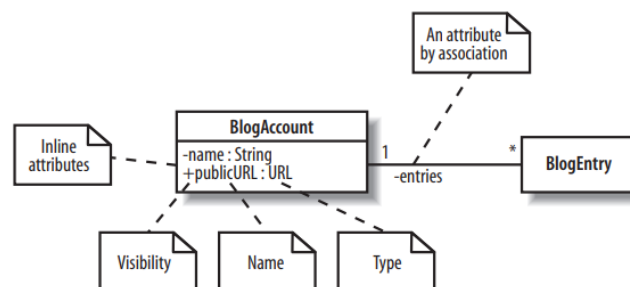 An attribute
by association
BlogAccount
Inline
attributes
-name : String
+publicURL : URL
1
*
-entries
BlogEntry
Visibility
Name
Type